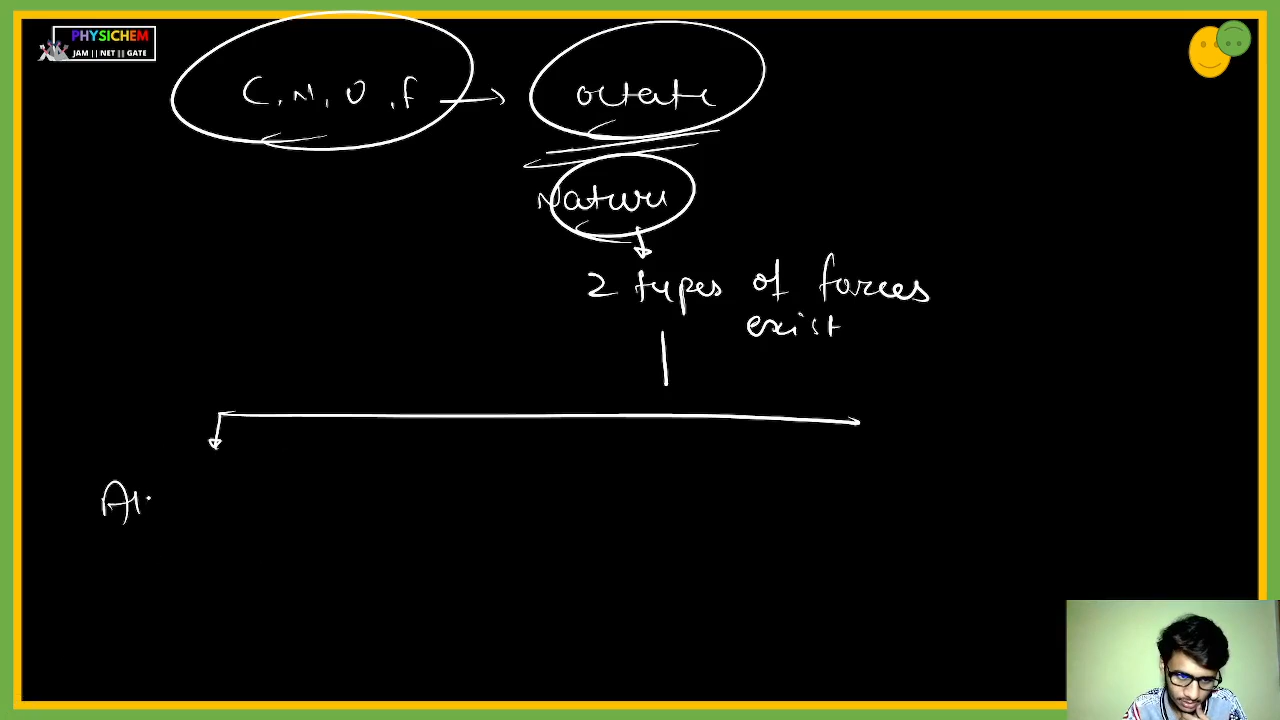 PHYSICHEM
JAM || NET || GATE
C, N, O, F → octate
Nature
2 types of forces
exist